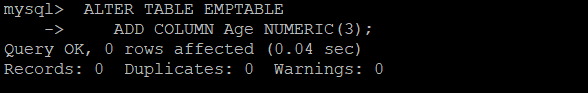 mysql>  ALTER TABLE EMPTABLE
    ->     ADD COLUMN Age NUMERIC(3);
Query OK, 0 rows affected (0.04 sec)
Records: 0  Duplicates: 0  Warnings: 0